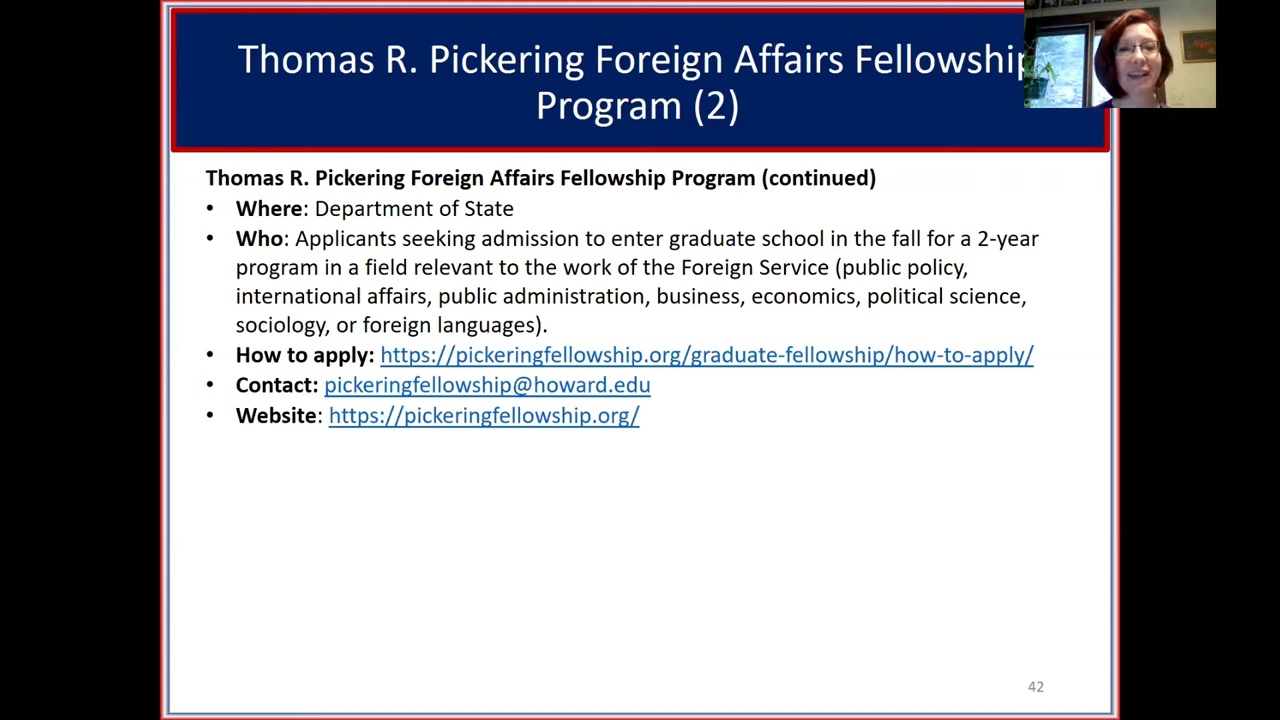 Thomas R. Pickering Foreign Affairs Fellowship
Program (2)
Thomas R. Pickering Foreign Affairs Fellowship Program (continued)
• Where: Department of State
• Who: Applicants seeking admission to enter graduate school in the fall for a 2-year
program in a field relevant to the work of the Foreign Service (public policy,
international affairs, public administration, business, economics, political science,
sociology, or foreign languages).
• How to apply: https://pickeringfellowship.org/graduate-fellowship/how-to-apply/
• Contact: pickeringfellowship@howard.edu
• Website: https://pickeringfellowship.org/
42